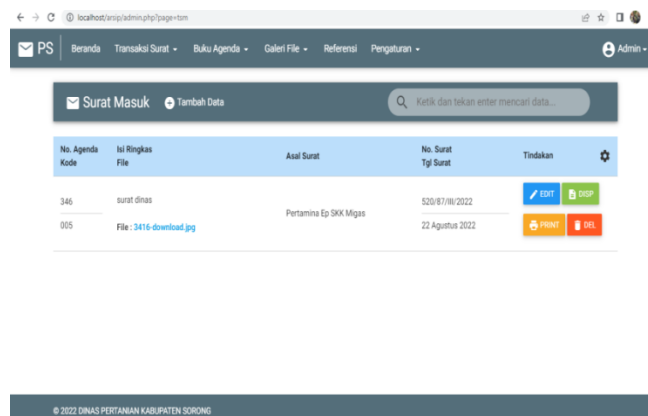 localhost/arsip/admin.php?page=tsm
PS Beranda Transaksi Surat Buku Agenda Galeri File Referensi Pengaturan Admin
Surat Masuk Tambah Data Ketik dan tekan enter mencari data...
No. Agenda Isi Ringkas Asal Surat No. Surat Tindakan
Kode File Tgl Surat
346 surat dinas Pertamina Ep SKK Migas 520/87/III/2022 EDIT DISP
005 File : 3416-download.jpg 22 Agustus 2022 PRINT DEL
© 2022 DINAS PERTANIAN KABUPATEN SORONG